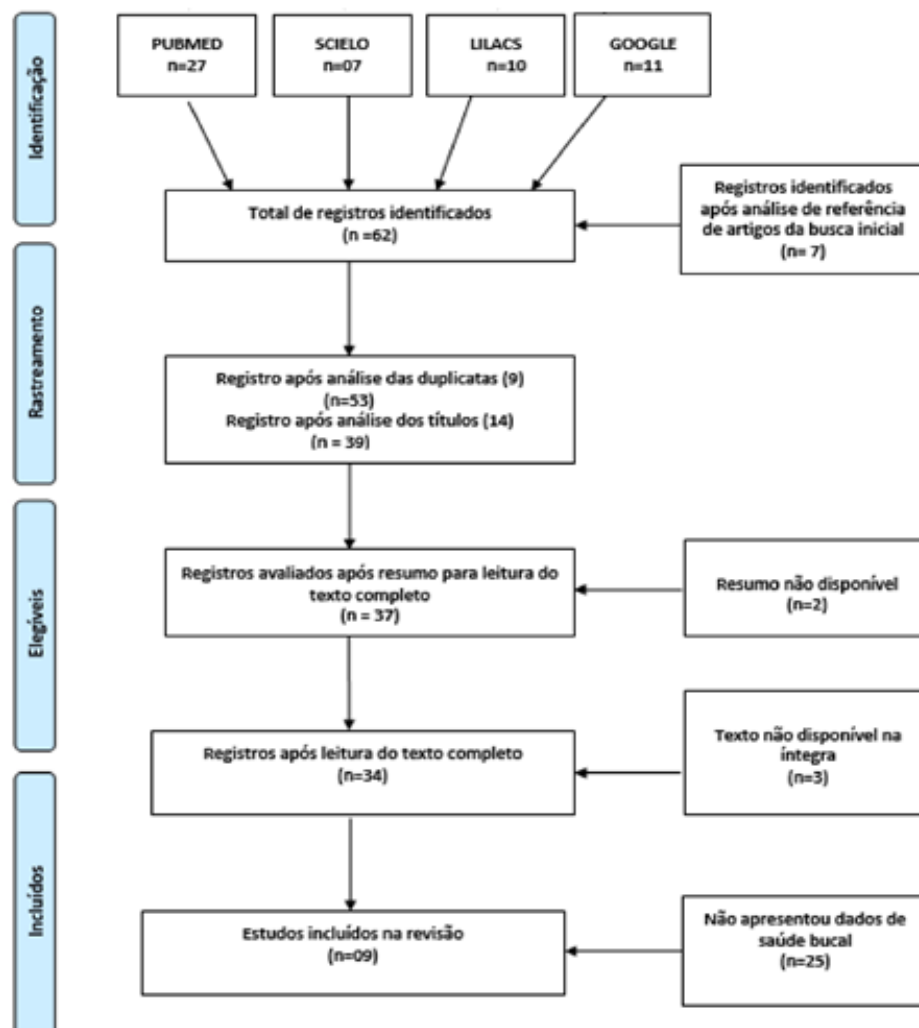 PUBMED
n=27
SCIELO
n=07
LILACS
n=10
GOOGLE
n=11
Identificação
Total de registros identificados
(n =62)
Registros identificados
após análise de referência
de artigos da busca inicial
(n= 7)
Rastreamento
Registro após análise das duplicatas (9)
(n=53)
Registro após análise dos títulos (14)
(n = 39)
Elegíveis
Registros avaliados após resumo para leitura do
texto completo
(n = 37)
Resumo não disponível
(n=2)
Registros após leitura do texto completo
(n=34)
Texto não disponível na
íntegra
(n=3)
Incluídos
Estudos incluídos na revisão
(n=09)
Não apresentou dados de
saúde bucal
(n=25)